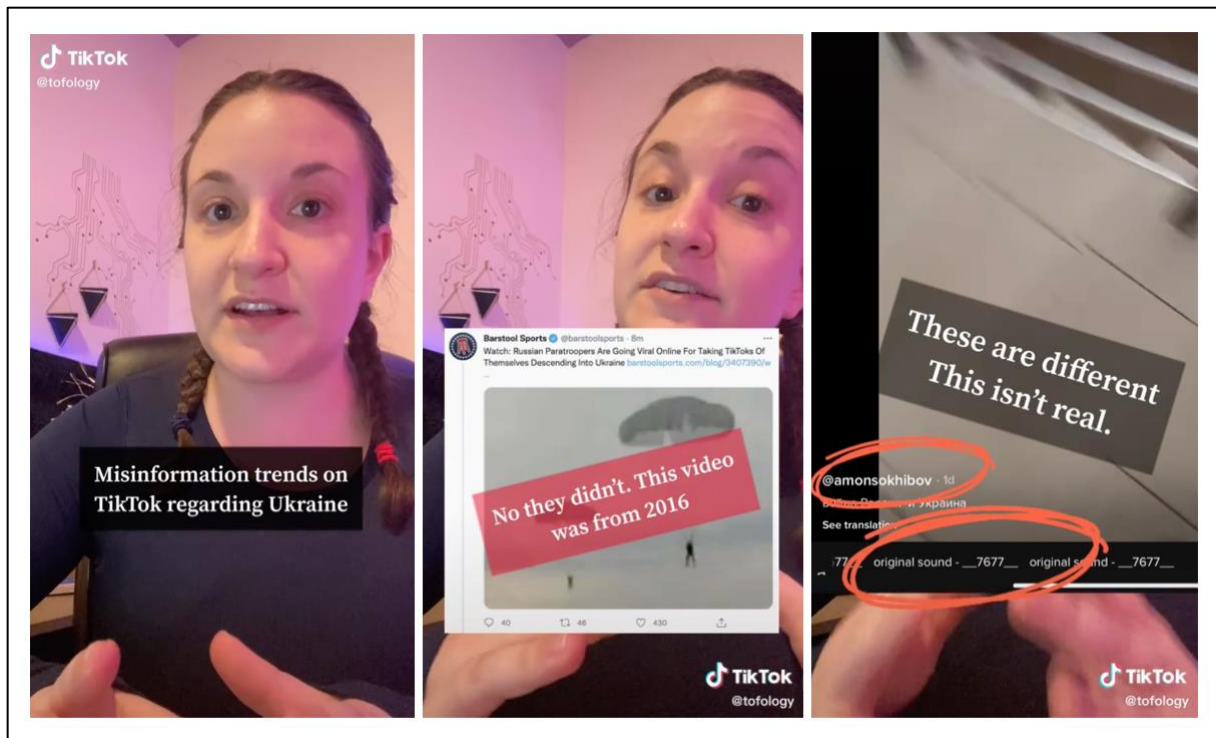 TikTok
@tofology
Misinformation trends on
TikTok regarding Ukraine
Barstool Sports @barstoolsports · 8m
Watch: Russian Paratroopers Are Going Viral Online For Taking TikToks Of
Themselves Descending Into Ukraine barstoolsports.com/blog/3407390/w
...
No they didn't. This video
was from 2016
40 46 430
TikTok
@tofology
These are different
This isn't real.
@amonsokhibov · 1d
и Украина
See translation
77__ original sound - __7677__ original sound - __7677__
TikTok
@tofology